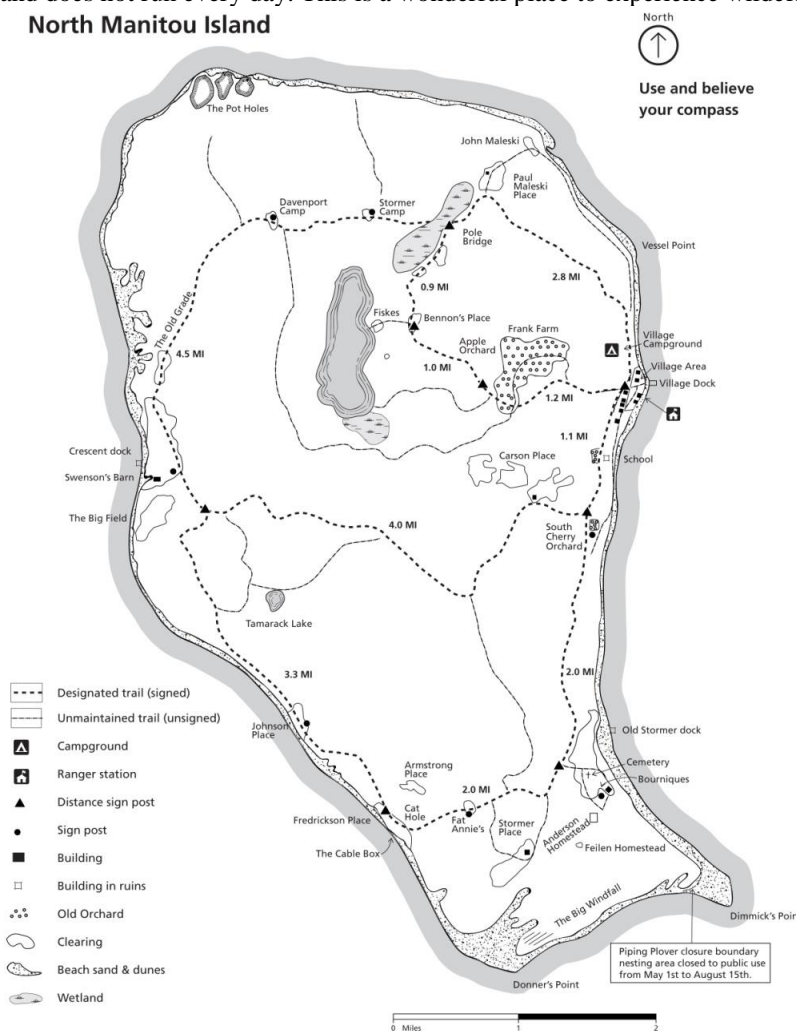 and does not run every day. This is a wonderful place to experience wilder
North Manitou Island
North
Use and believe
your compass
The Pot Holes
John Maleski
Paul
Maleski
Place
Davenport
Camp
Stormer
Camp
Pole
Bridge
Vessel Point
2.8 MI
0.9 MI
The Old Grade
4.5 MI
Fiskes
Bennon's Place
Frank Farm
Apple
Orchard
Village
Campground
Village Area
Village Dock
1.0 MI
1.2 MI
1.1 MI
Crescent dock
Swenson's Barn
The Big Field
Carson Place
School
4.0 MI
South
Cherry
Orchard
Tamarack Lake
3.3 MI
2.0 MI
Johnson
Place
Old Stormer dock
Cemetery
Bourniques
Armstrong
Place
Cat
Hole
2.0 MI
Fredrickson Place
Fat
Annie's
Stormer
Place
Anderson
Homestead
Feilen Homestead
The Cable Box
The Big Windfall
Dimmick's Poin
Donner's Point
Piping Plover closure boundary
nesting area closed to public use
from May 1st to August 15th.
Designated trail (signed)
Unmaintained trail (unsigned)
Campground
Ranger station
Distance sign post
Sign post
Building
Building in ruins
Old Orchard
Clearing
Beach sand & dunes
Wetland
0 Miles 1 2